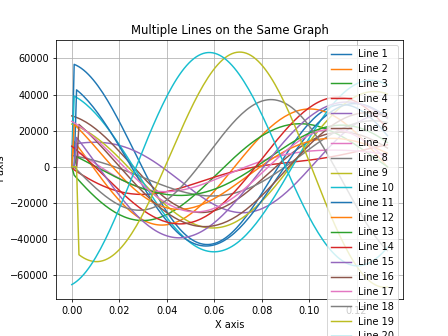 Multiple Lines on the Same Graph
60000
40000
20000
0
−20000
−40000
−60000
0.00
0.02
0.04
0.06
0.08
0.10
X axis
Line 1
Line 2
Line 3
Line 4
Line 5
Line 6
Line 7
Line 8
Line 9
Line 10
Line 11
Line 12
Line 13
Line 14
Line 15
Line 16
Line 17
Line 18
Line 19
Line 20